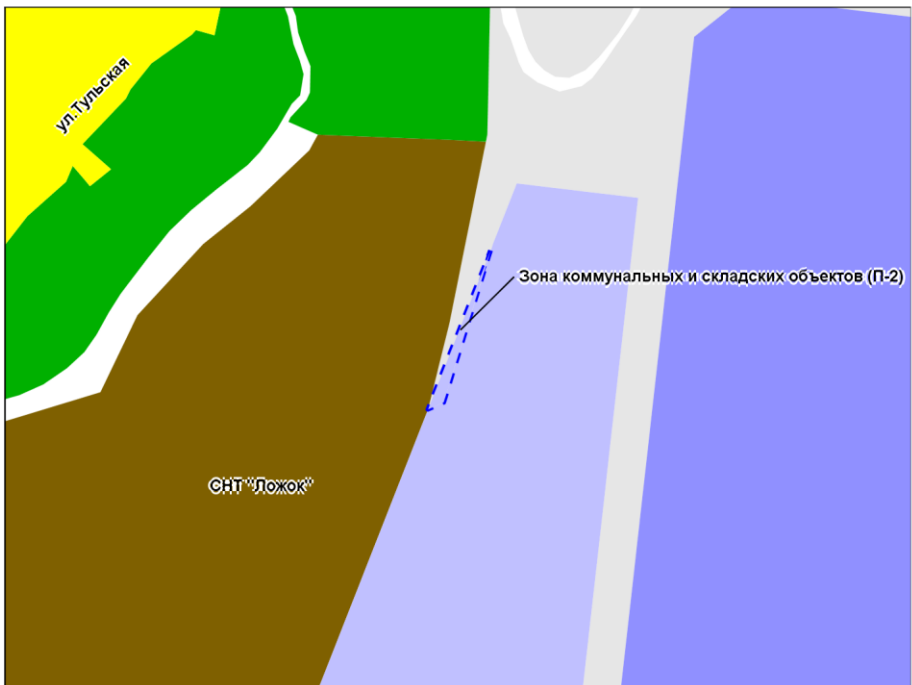 ул.Тульская
Зона коммунальных и складских объектов (П-2)
СНТ "Ложок"